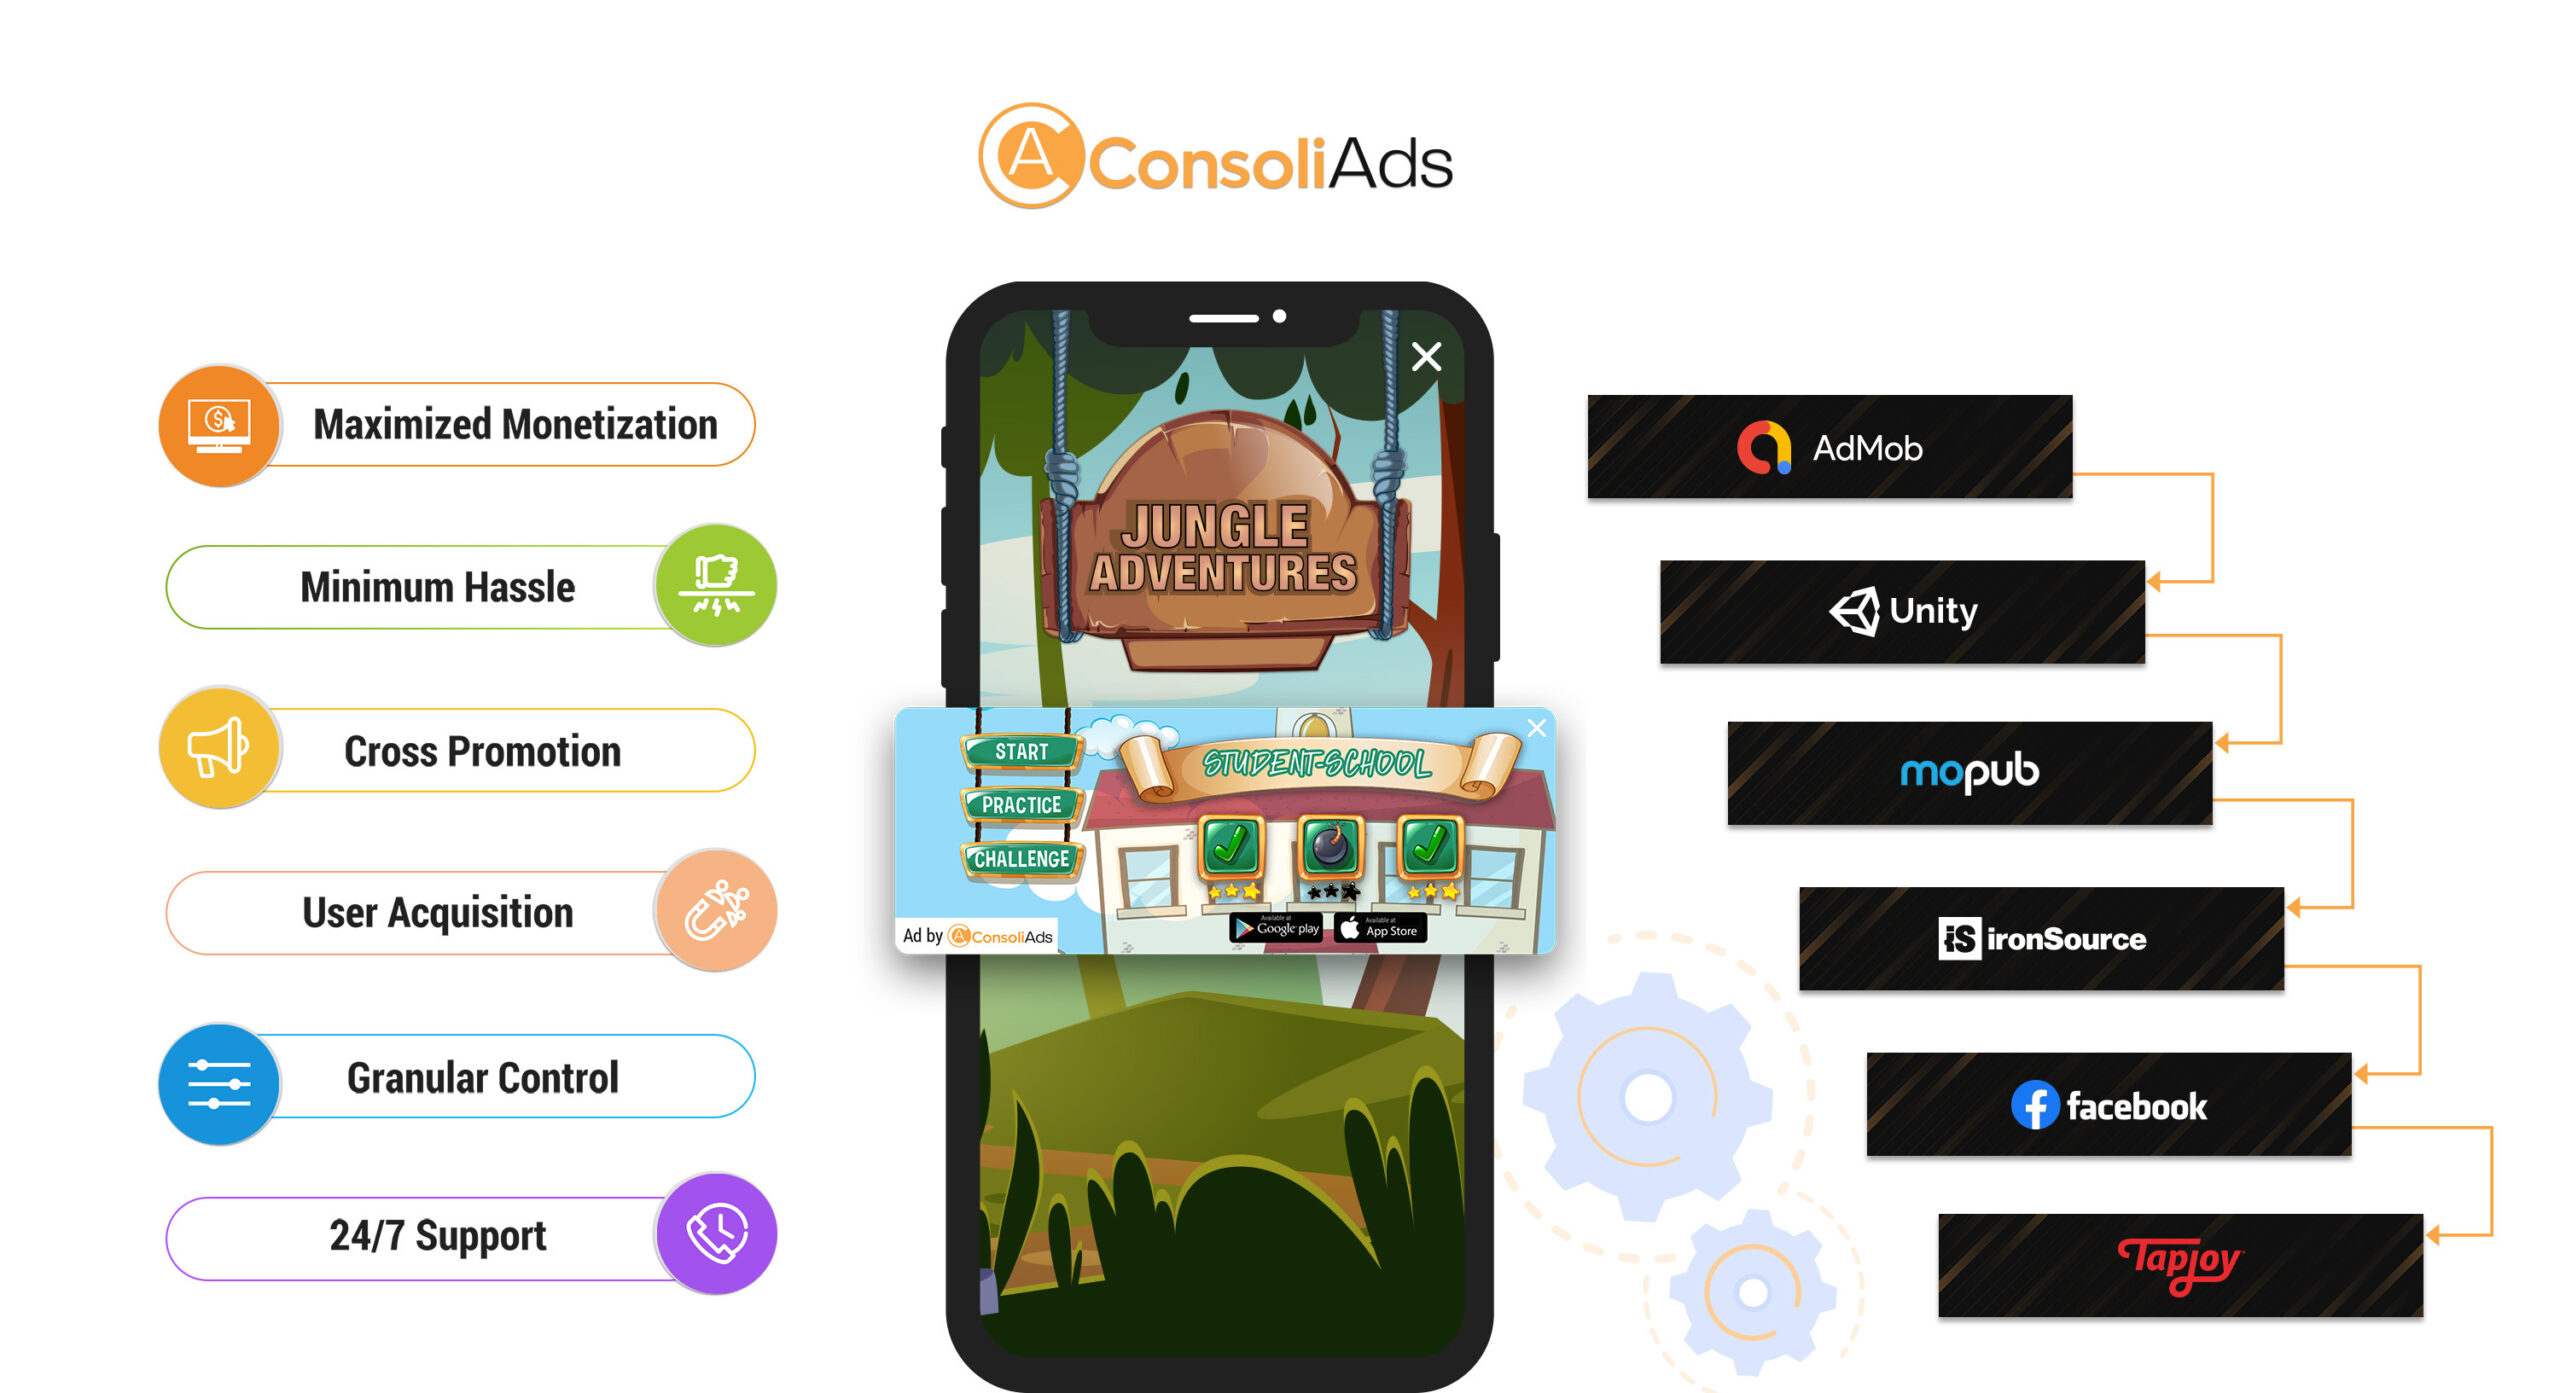 ConsoliAds
Maximized Monetization
Minimum Hassle
Cross Promotion
User Acquisition
Granular Control
24/7 Support
JUNGLE
ADVENTURES
START
PRACTICE
CHALLENGE
STUDENT-SCHOOL
Available at
Google play
Available at
App Store
Ad by ConsoliAds
AdMob
Unity
mopub
iS ironSource
facebook
Tapjoy